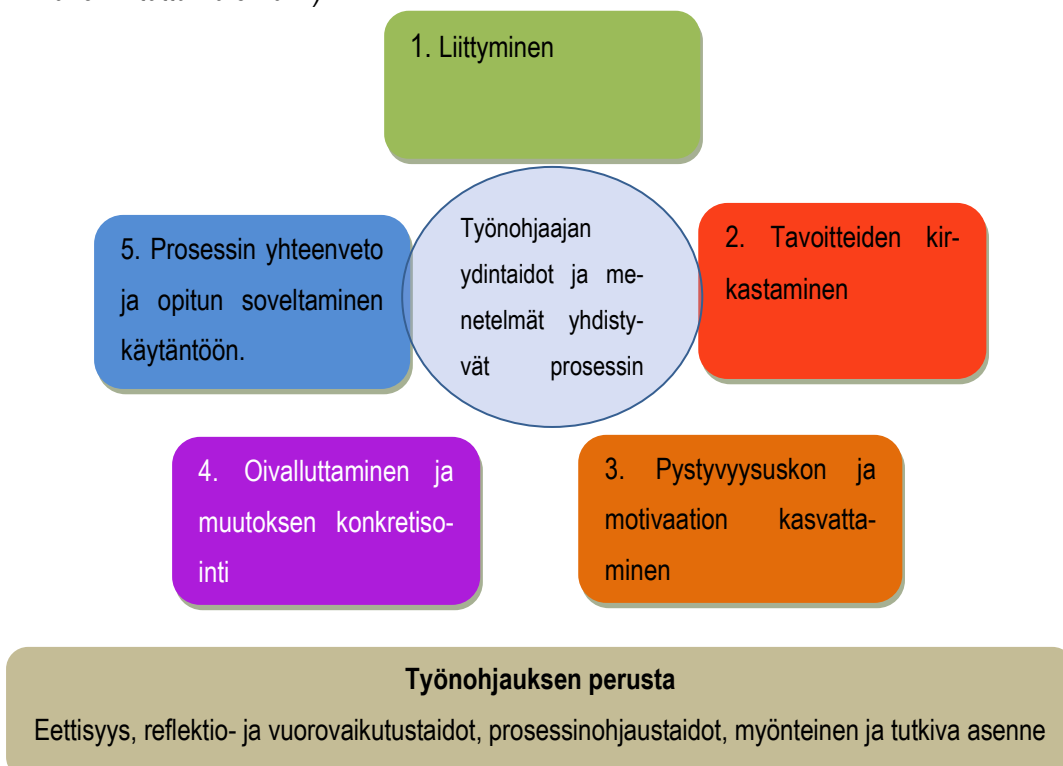 1. Liittyminen
2. Tavoitteiden kir-
kastaminen
3. Pystyvyysuskon ja
motivaation kasvatta-
minen
4. Oivalluttaminen ja
muutoksen konkretiso-
inti
5. Prosessin yhteenveto
ja opitun soveltaminen
käytäntöön.
Työnohjaajan
ydintaidot ja me-
netelmät yhdisty-
vät prosessin
Työnohjauksen perusta
Eettisyys, reflektio- ja vuorovaikutustaidot, prosessinohjaustaidot, myönteinen ja tutkiva asenne